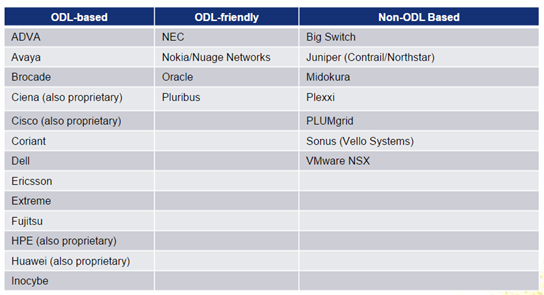 ODL-based ODL-friendly Non-ODL Based
ADVA NEC Big Switch
Avaya Nokia/Nuage Networks Juniper (Contrail/Northstar)
Brocade Oracle Midokura
Ciena (also proprietary) Pluribus Plexxi
Cisco (also proprietary) PLUMgrid
Coriant Sonus (Vello Systems)
Dell VMware NSX
Ericsson
Extreme
Fujitsu
HPE (also proprietary)
Huawei (also proprietary)
Inocybe